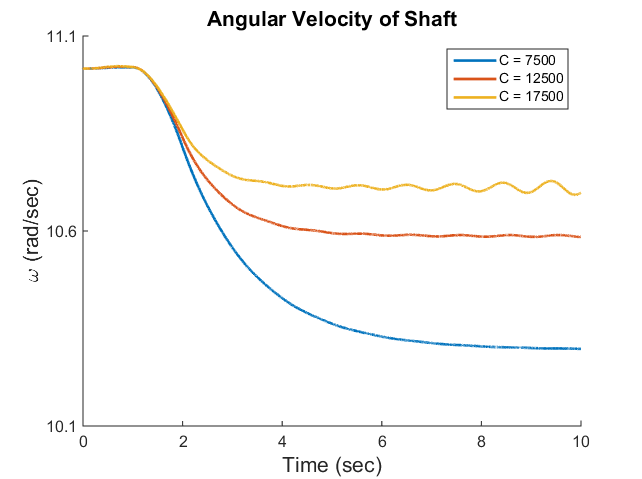 Angular Velocity of Shaft
11.1
C = 7500
C = 12500
C = 17500
ω (rad/sec)
10.6
10.1
0 2 4 6 8 10
Time (sec)